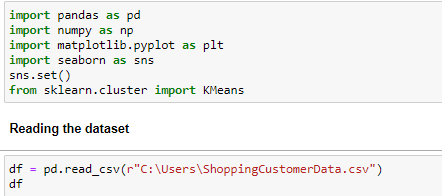 import pandas as pd
import numpy as np
import matplotlib.pyplot as plt
import seaborn as sns
sns.set()
from sklearn.cluster import KMeans
Reading the dataset
df = pd.read_csv(r"C:\Users\ShoppingCustomerData.csv")
df